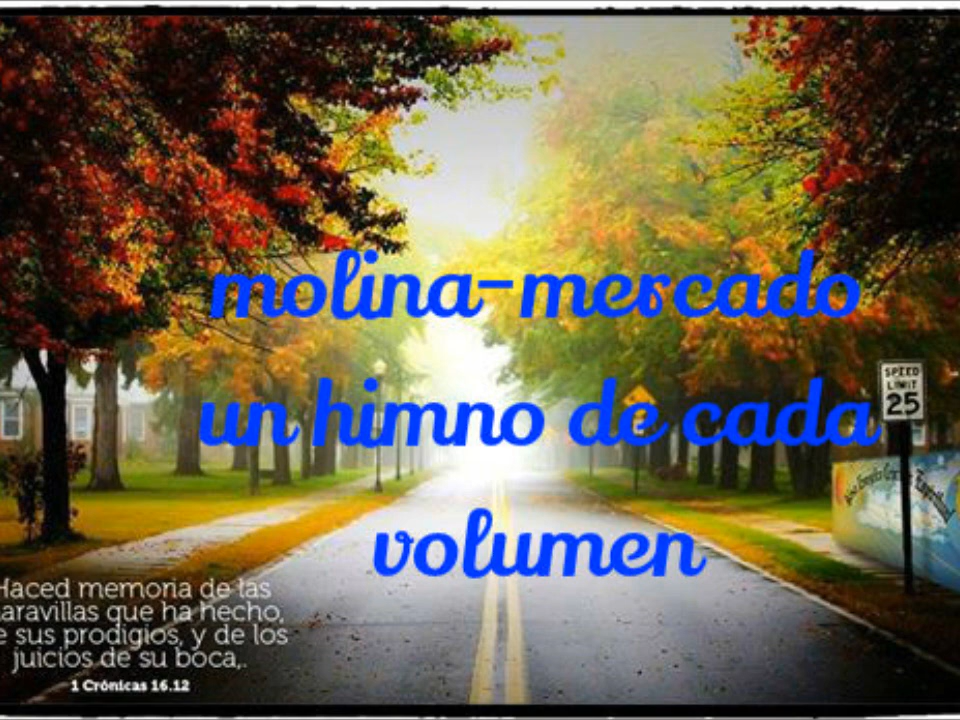 molina-mercado
un himno de cada
volumen
SPEED
LIMIT
25
Haced memoria de las
aravillas que ha hecho,
e sus prodigios, y de los
juicios de su boca,.
1 Crónicas 16.12